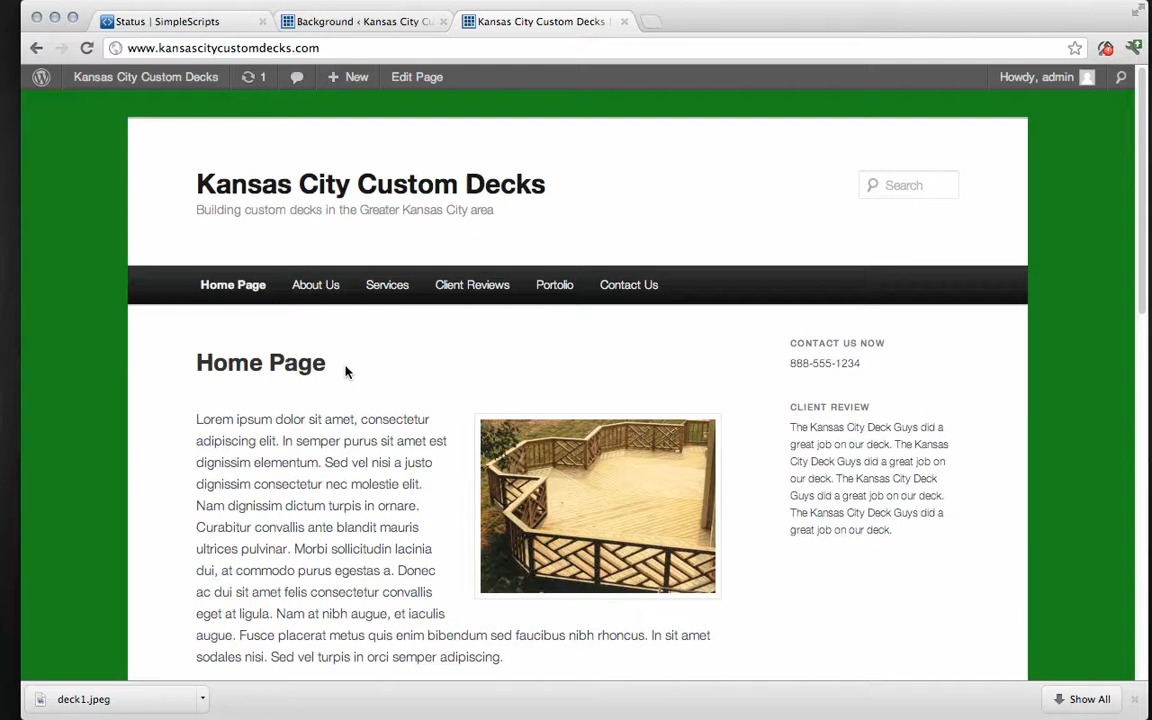 Status | SimpleScripts
Background ‹ Kansas City Cu
Kansas City Custom Decks |
www.kansascitycustomdecks.com
Kansas City Custom Decks
1
+ New
Edit Page
Howdy, admin
Kansas City Custom Decks
Building custom decks in the Greater Kansas City area
Search
Home Page
About Us
Services
Client Reviews
Portolio
Contact Us
Home Page
Lorem ipsum dolor sit amet, consectetur
adipiscing elit. In semper purus sit amet est
dignissim elementum. Sed vel nisi a justo
dignissim consectetur nec molestie elit.
Nam dignissim dictum turpis in ornare.
Curabitur convallis ante blandit mauris
ultrices pulvinar. Morbi sollicitudin lacinia
dui, at commodo purus egestas a. Donec
ac dui sit amet felis consectetur convallis
eget at ligula. Nam at nibh augue, et iaculis
augue. Fusce placerat metus quis enim bibendum sed faucibus nibh rhoncus. In sit amet
sodales nisi. Sed vel turpis in orci semper adipiscing.
CONTACT US NOW
888-555-1234
CLIENT REVIEW
The Kansas City Deck Guys did a
great job on our deck. The Kansas
City Deck Guys did a great job on
our deck. The Kansas City Deck
Guys did a great job on our deck.
The Kansas City Deck Guys did a
great job on our deck.
deck1.jpeg
Show All